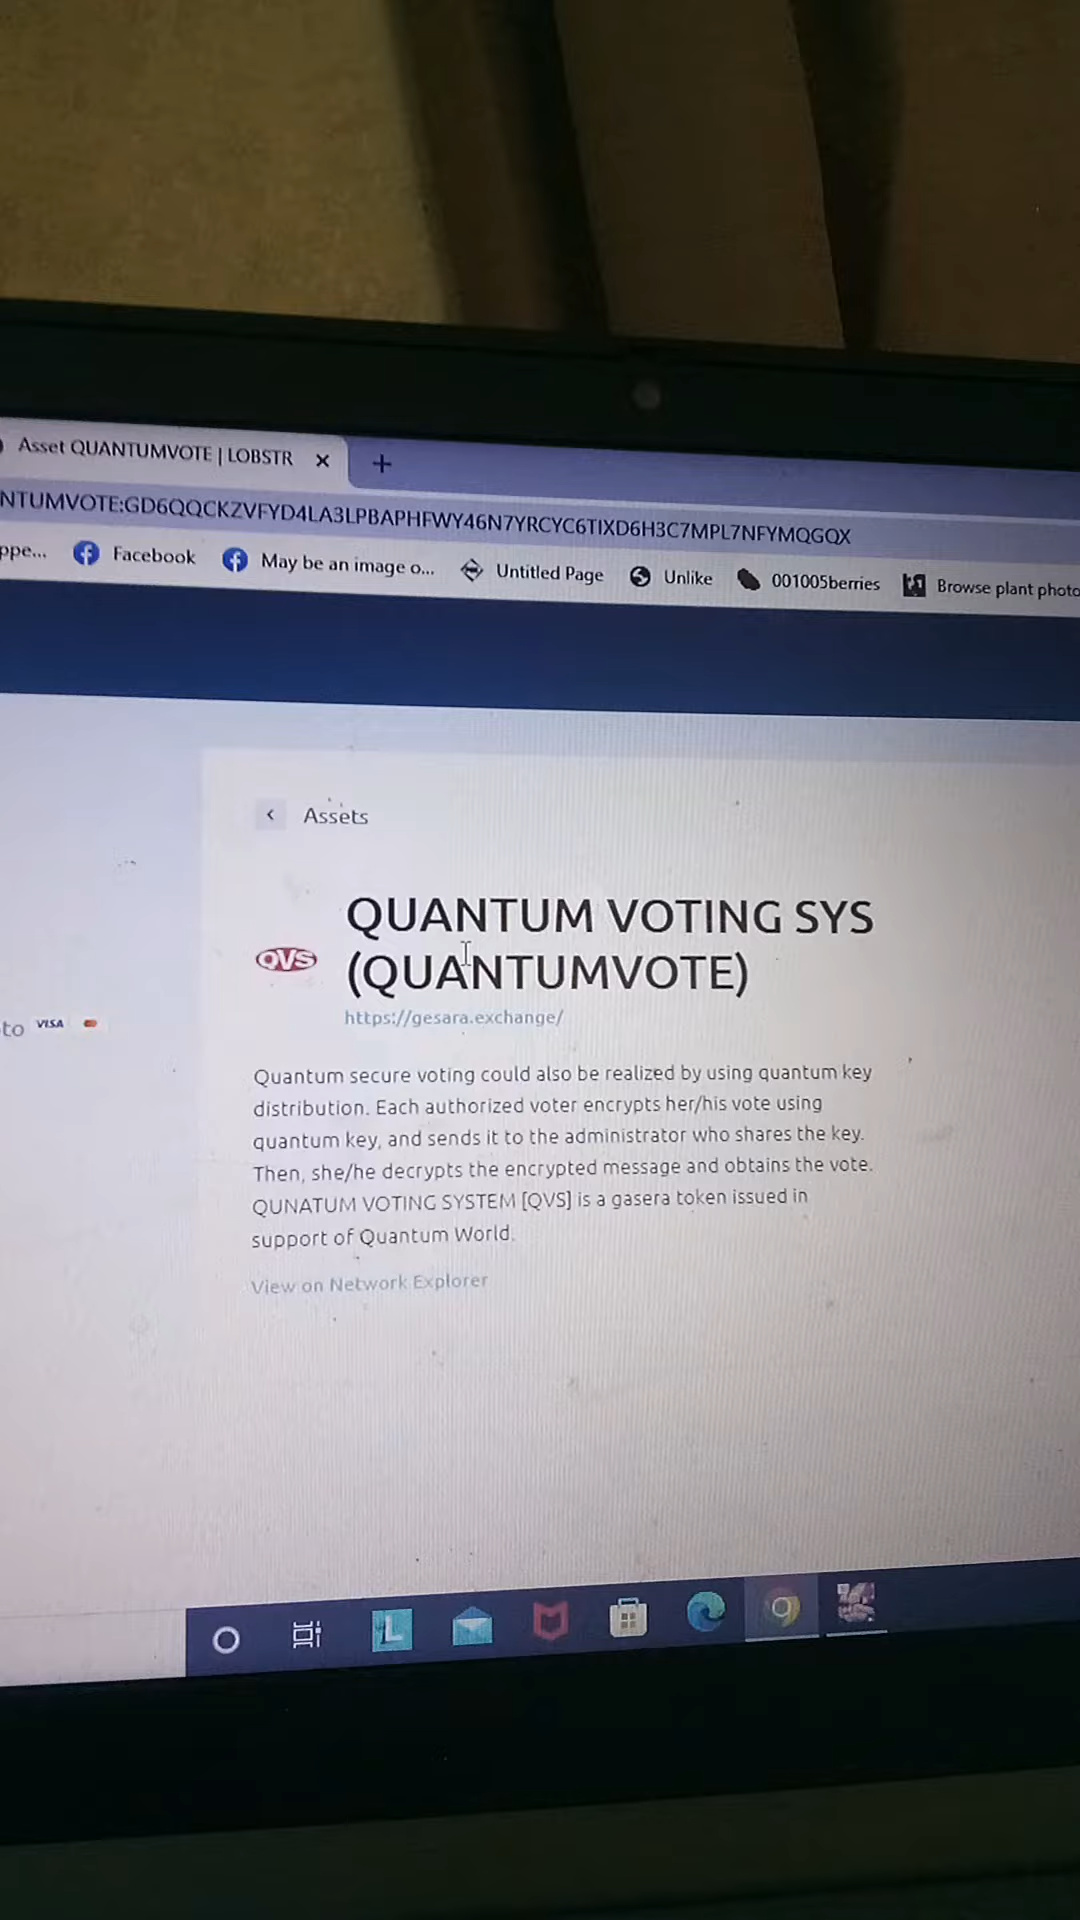 Asset QUANTUMVOTE | LOBSTR
NTUMVOTE:GD6QQCKZVFYD4LA3LPBAPHFWY46N7YRCYC6TIXD6H3C7MPL7NFYMQGQX
ppe... Facebook May be an image o... Untitled Page Unlike 001005berries Browse plant photo
Assets
QUANTUM VOTING SYS
QVS
(QUANTUMVOTE)
https://gesara.exchange/
to VISA
Quantum secure voting could also be realized by using quantum key
distribution. Each authorized voter encrypts her/his vote using
quantum key, and sends it to the administrator who shares the key.
Then, she/he decrypts the encrypted message and obtains the vote.
QUNATUM VOTING SYSTEM [QVS] is a gasera token issued in
support of Quantum World.
View on Network Explorer
L